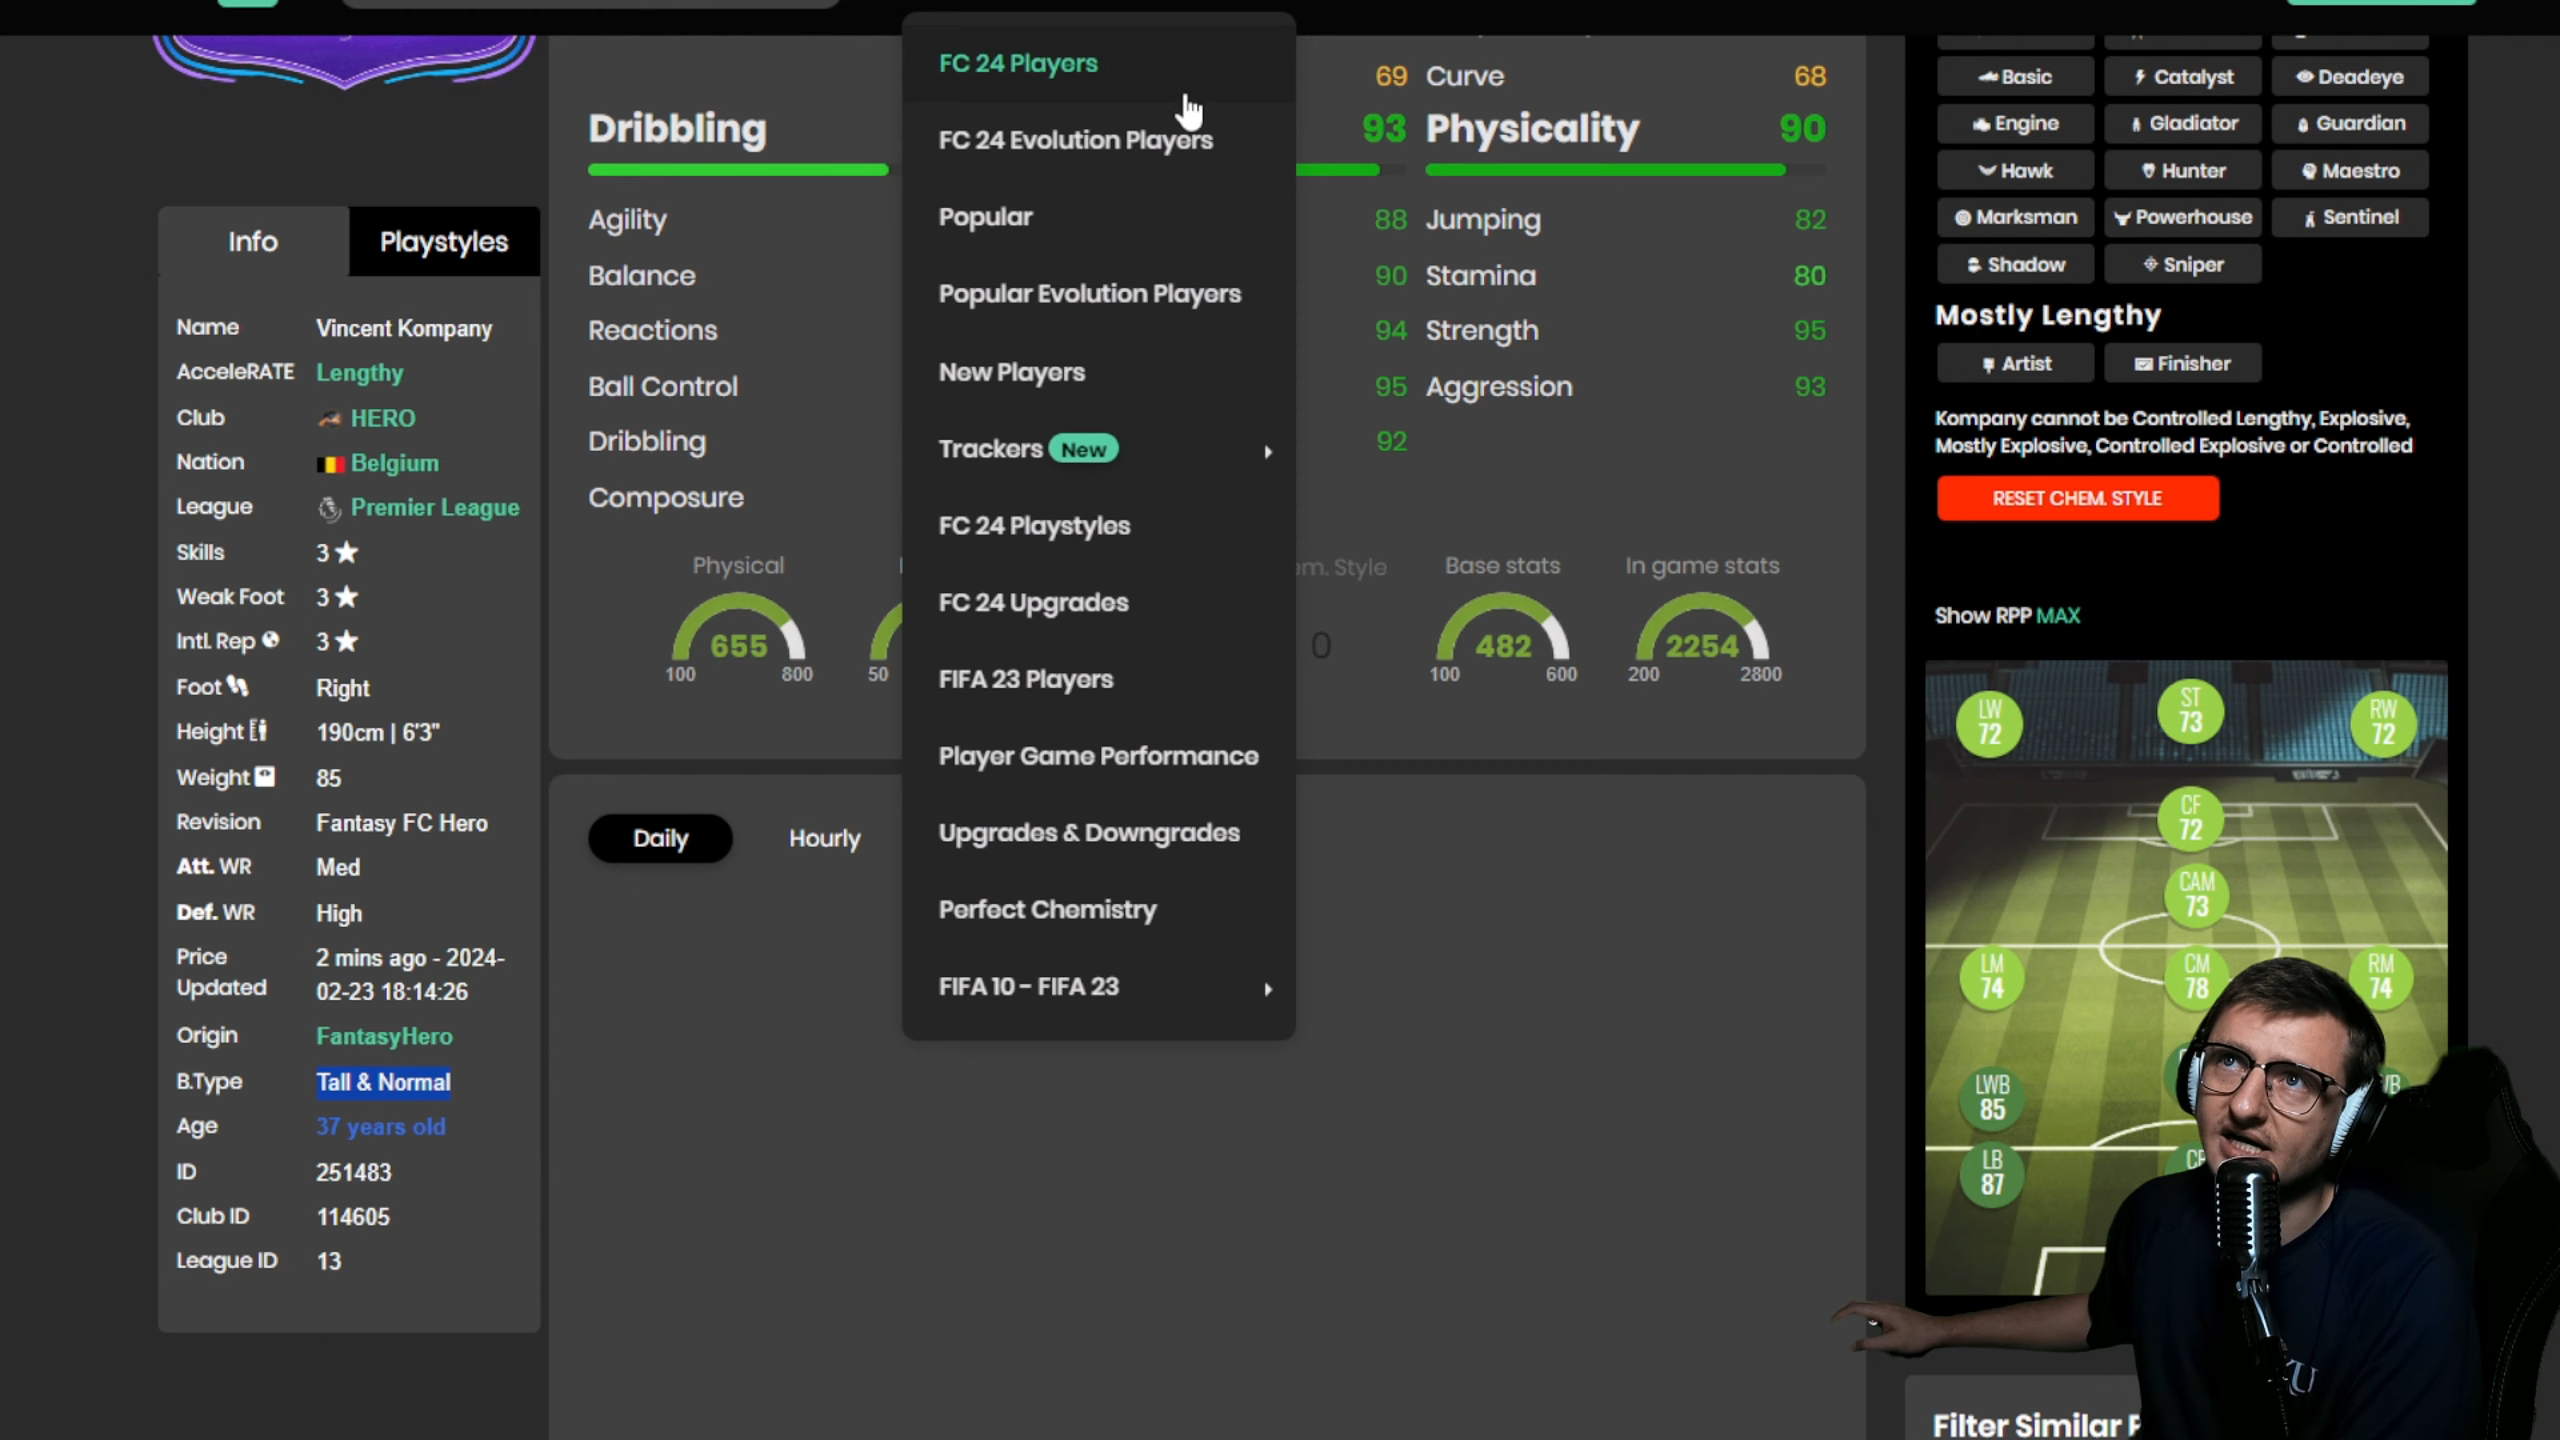 FC 24 Players
FC 24 Evolution Players
Popular
Popular Evolution Players
New Players
Trackers New
FC 24 Playstyles
FC 24 Upgrades
FIFA 23 Players
Player Game Performance
Upgrades & Downgrades
Perfect Chemistry
FIFA 10 - FIFA 23
Info
Playstyles
Name Vincent Kompany
AcceleRATE Lengthy
Club HERO
Nation Belgium
League Premier League
Skills 3
Weak Foot 3
Intl. Rep 3
Foot Right
Height 190cm | 6'3"
Weight 85
Revision Fantasy FC Hero
Att. WR Med
Def. WR High
Price Updated 2 mins ago - 2024-
02-23 18:14:26
Origin FantasyHero
B.Type Tall & Normal
Age 37 years old
ID 251483
Club ID 114605
League ID 13
Dribbling
Agility
Balance
Reactions
Ball Control
Dribbling
Composure
69
93
88
90
94
95
92
Curve 68
Physicality 90
Jumping 82
Stamina 80
Strength 95
Aggression 93
Physical
655
100 800
50
Style
0
Base stats
482
100 600
In game stats
2254
200 2800
Daily
Hourly
Basic Catalyst Deadeye
Engine Gladiator Guardian
Hawk Hunter Maestro
Marksman Powerhouse Sentinel
Shadow Sniper
Mostly Lengthy
Artist Finisher
Kompany cannot be Controlled Lengthy, Explosive,
Mostly Explosive, Controlled Explosive or Controlled
RESET CHEM. STYLE
Show RPP MAX
LW 72
ST 73
RW 72
CF 72
CAM 73
LM 74
CM 78
RM 74
LWB 85
LB 87
Filter Similar